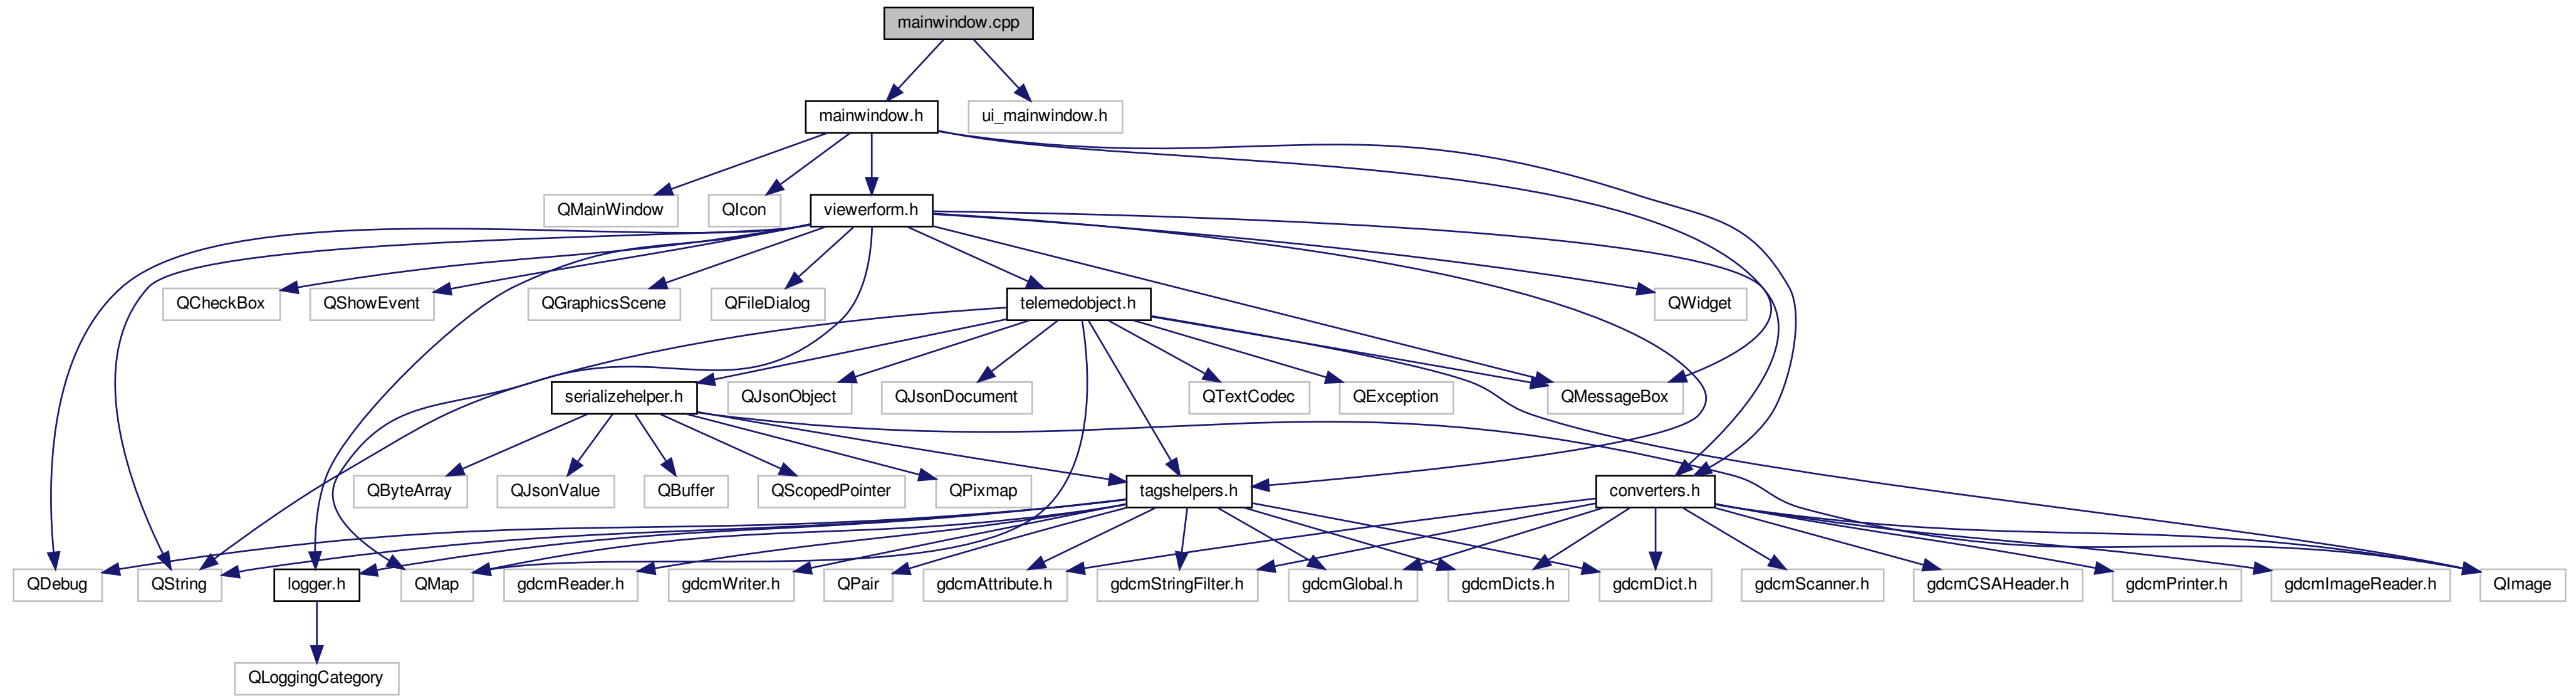 mainwindow.cpp
mainwindow.h
ui_mainwindow.h
QMainWindow
QIcon
viewerform.h
QCheckBox
QShowEvent
QGraphicsScene
QFileDialog
telemedobject.h
QWidget
serializehelper.h
QJsonObject
QJsonDocument
QTextCodec
QException
QMessageBox
QByteArray
QJsonValue
QBuffer
QScopedPointer
QPixmap
tagshelpers.h
converters.h
QDebug
QString
logger.h
QMap
gdcmReader.h
gdcmWriter.h
QPair
gdcmAttribute.h
gdcmStringFilter.h
gdcmGlobal.h
gdcmDicts.h
gdcmDict.h
gdcmScanner.h
gdcmCSAHeader.h
gdcmPrinter.h
gdcmImageReader.h
QImage
QLoggingCategory